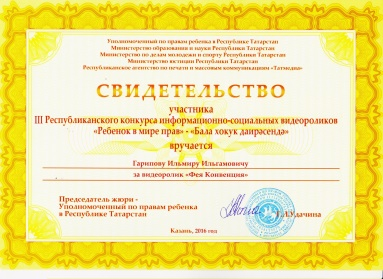 Уполномоченный по правам ребенка в Республике Татарстан
Министерство образования и науки Республики Татарстан
Министерство по делам молодежи и спорту Республики Татарстан
Министерство юстиции Республики Татарстан
Республиканское агентство по печати и массовым коммуникациям «Татмедиа»
СВИДЕТЕЛЬСТВО
участника
III Республиканского конкурса информационно-социальных видеороликов
«Ребенок в мире прав» - «Бала хокук даирәсендә»
вручается
Гарипову Ильмиру Ильгамовичу
за видеоролик «Фея Конвенция»
Председатель жюри -
Уполномоченный по правам ребенка
в Республике Татарстан
Удачина
Казань, 2016 год